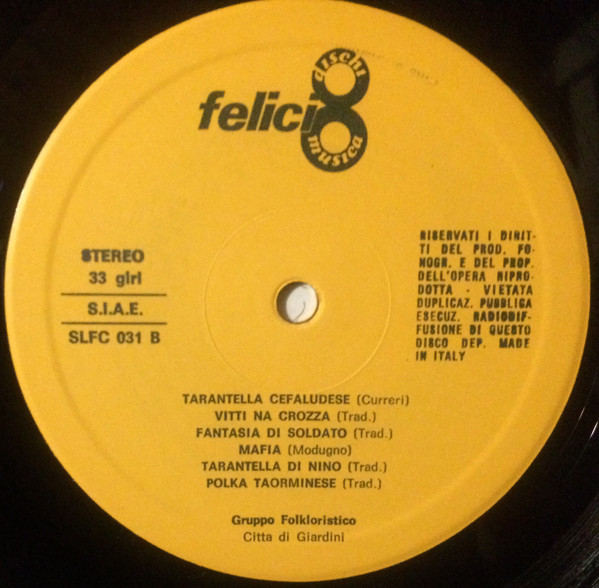 dischi
felici
musica
STEREO
33 giri
S.I.A.E.
SLFC 031 B
RISERVATI I DIRIT-
TI DEL PROD. FO-
NOGR. E DEL PROP.
DELL'OPERA RIPRO-
DOTTA - VIETATA
DUPLICAZ. PUBBLICA
ESECUZ. RADIODIF-
FUSIONE DI QUESTO
DISCO DEP. MADE
IN ITALY
TARANTELLA CEFALUDESE (Curreri)
VITTI NA CROZZA (Trad.)
FANTASIA DI SOLDATO (Trad.)
MAFIA (Modugno)
TARANTELLA DI NINO (Trad.)
POLKA TAORMINESE (Trad.)
Gruppo Folkloristico
Citta di Giardini